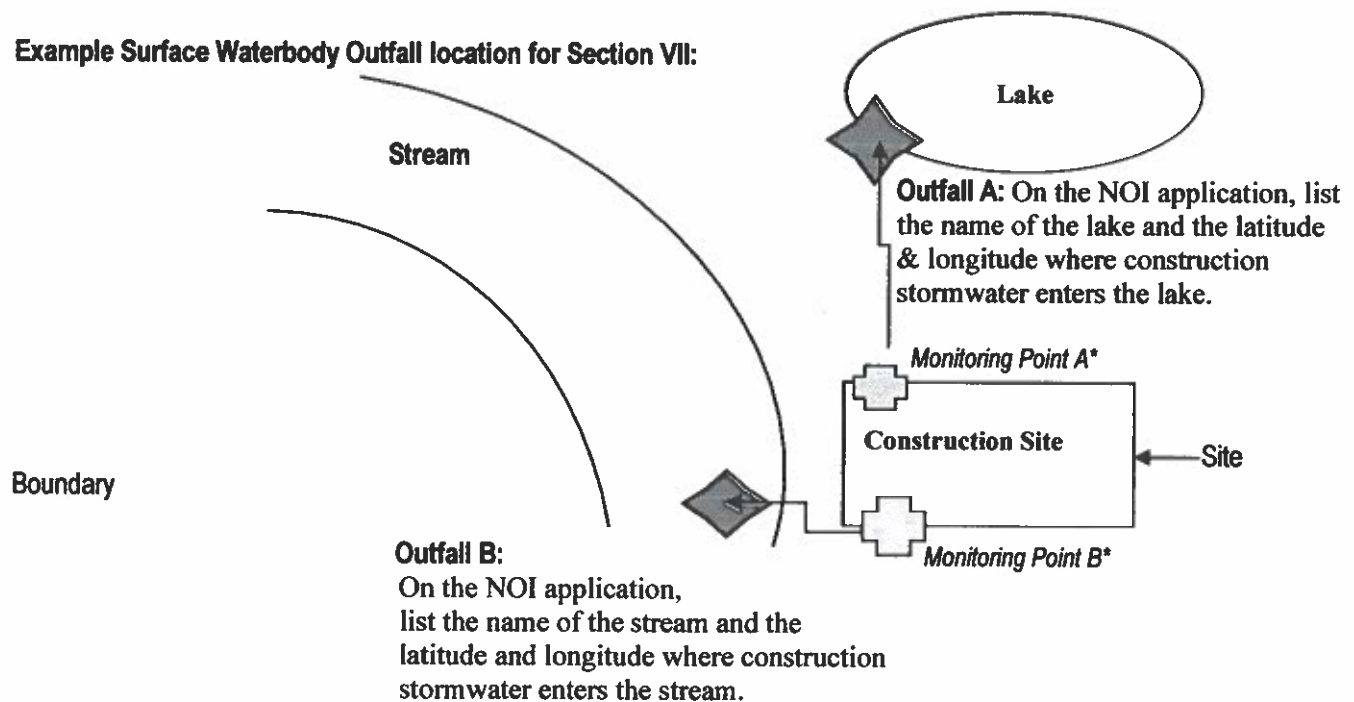 Example Surface Waterbody Outfall location for Section VII:
Lake
Stream
Outfall A: On the NOI application, list
the name of the lake and the latitude
& longitude where construction
stormwater enters the lake.
Monitoring Point A*
Construction Site
Site
Boundary
Monitoring Point B*
Outfall B:
On the NOI application,
list the name of the stream and the
latitude and longitude where construction
stormwater enters the stream.